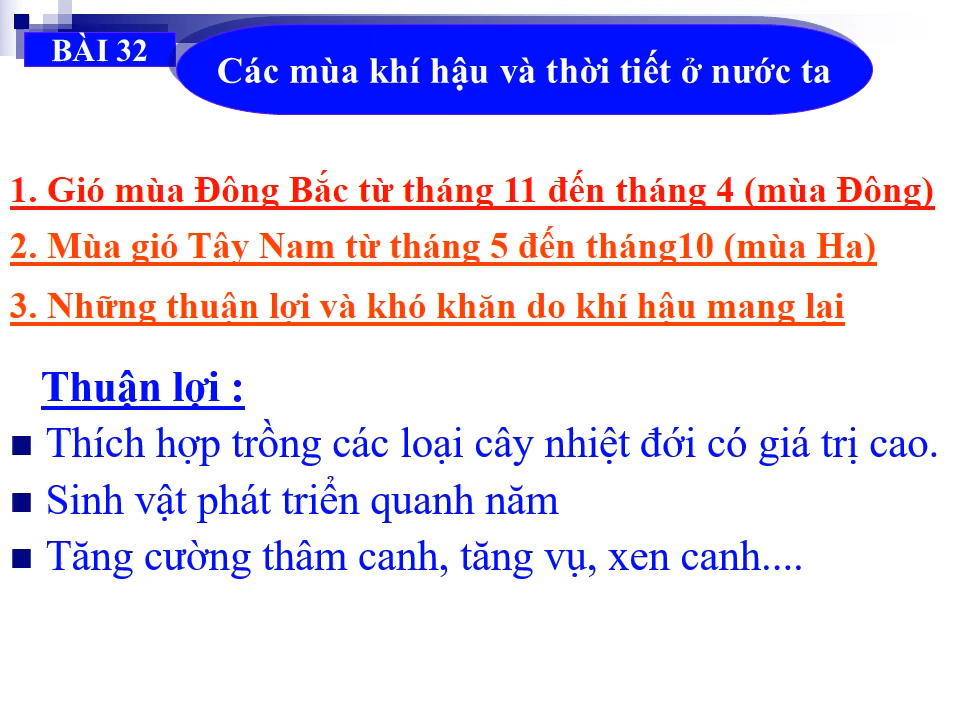 BÀI 32
Các mùa khí hậu và thời tiết ở nước ta
1. Gió mùa Đông Bắc từ tháng 11 đến tháng 4 (mùa Đông)
2. Mùa gió Tây Nam từ tháng 5 đến tháng10 (mùa Hạ)
3. Những thuận lợi và khó khăn do khí hậu mang lại
Thuận lợi :
Thích hợp trồng các loại cây nhiệt đới có giá trị cao.
Sinh vật phát triển quanh năm
Tăng cường thâm canh, tăng vụ, xen canh....